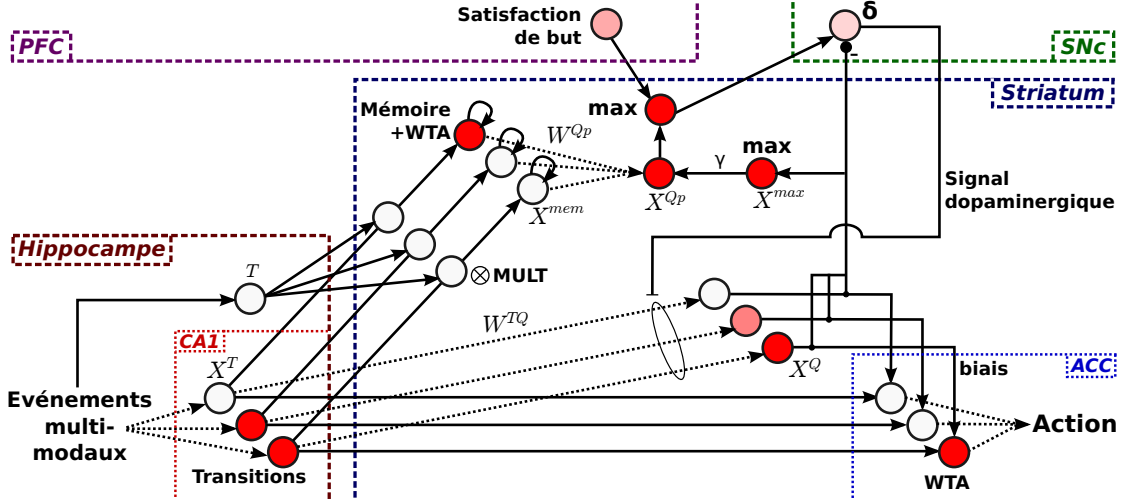 Satisfaction
de but
δ
PFC
SNc
-
Striatum
Mémoire
+WTA
max
W^{Qp}
max
γ
X^{Qp}
X^{max}
X^{mem}
Signal
dopaminergique
Hippocampe
T
⊗ MULT
W^{TQ}
CA1
X^T
X^Q
biais
ACC
Evénements
multi-
modaux
Action
Transitions
WTA